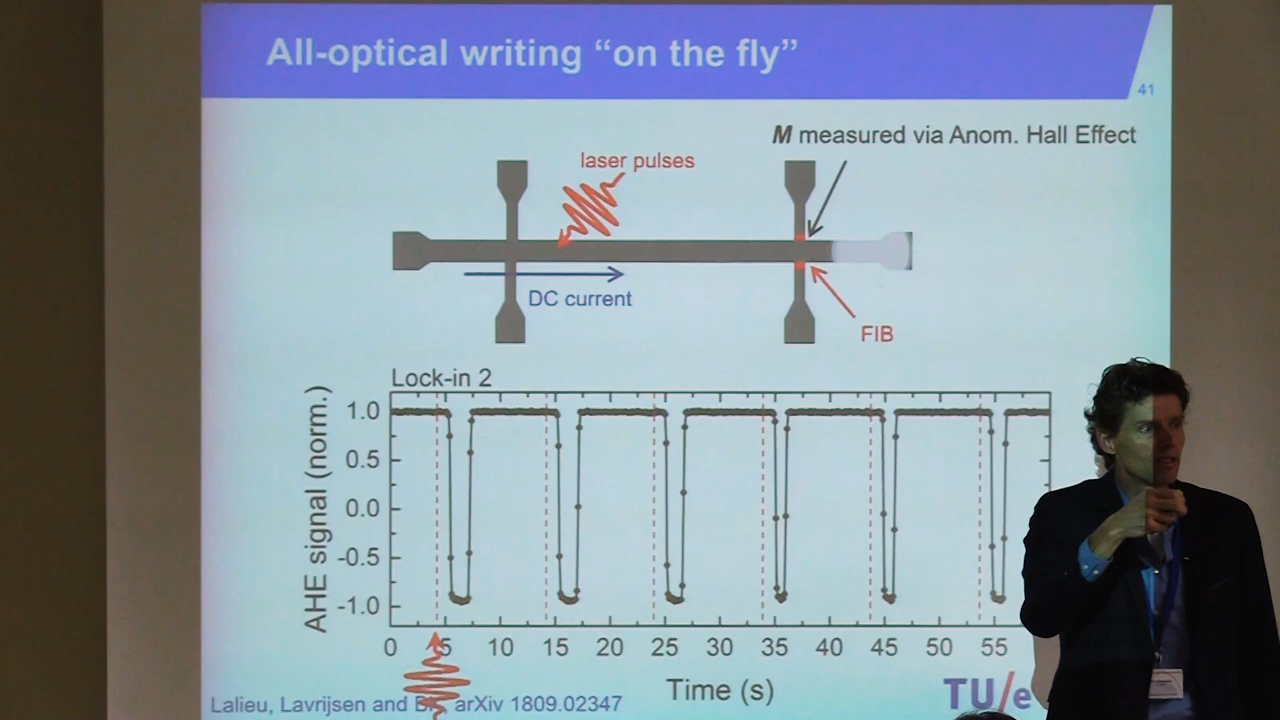 All-optical writing “on the fly”
41
M measured via Anom. Hall Effect
laser pulses
DC current
FIB
Lock-in 2
AHE signal (norm.)
1.0
0.5
0.0
-0.5
-1.0
0 5 10 15 20 25 30 35 40 45 50 55
Time (s)
Lalieu, Lavrijsen and arXiv 1809.02347
TU/e